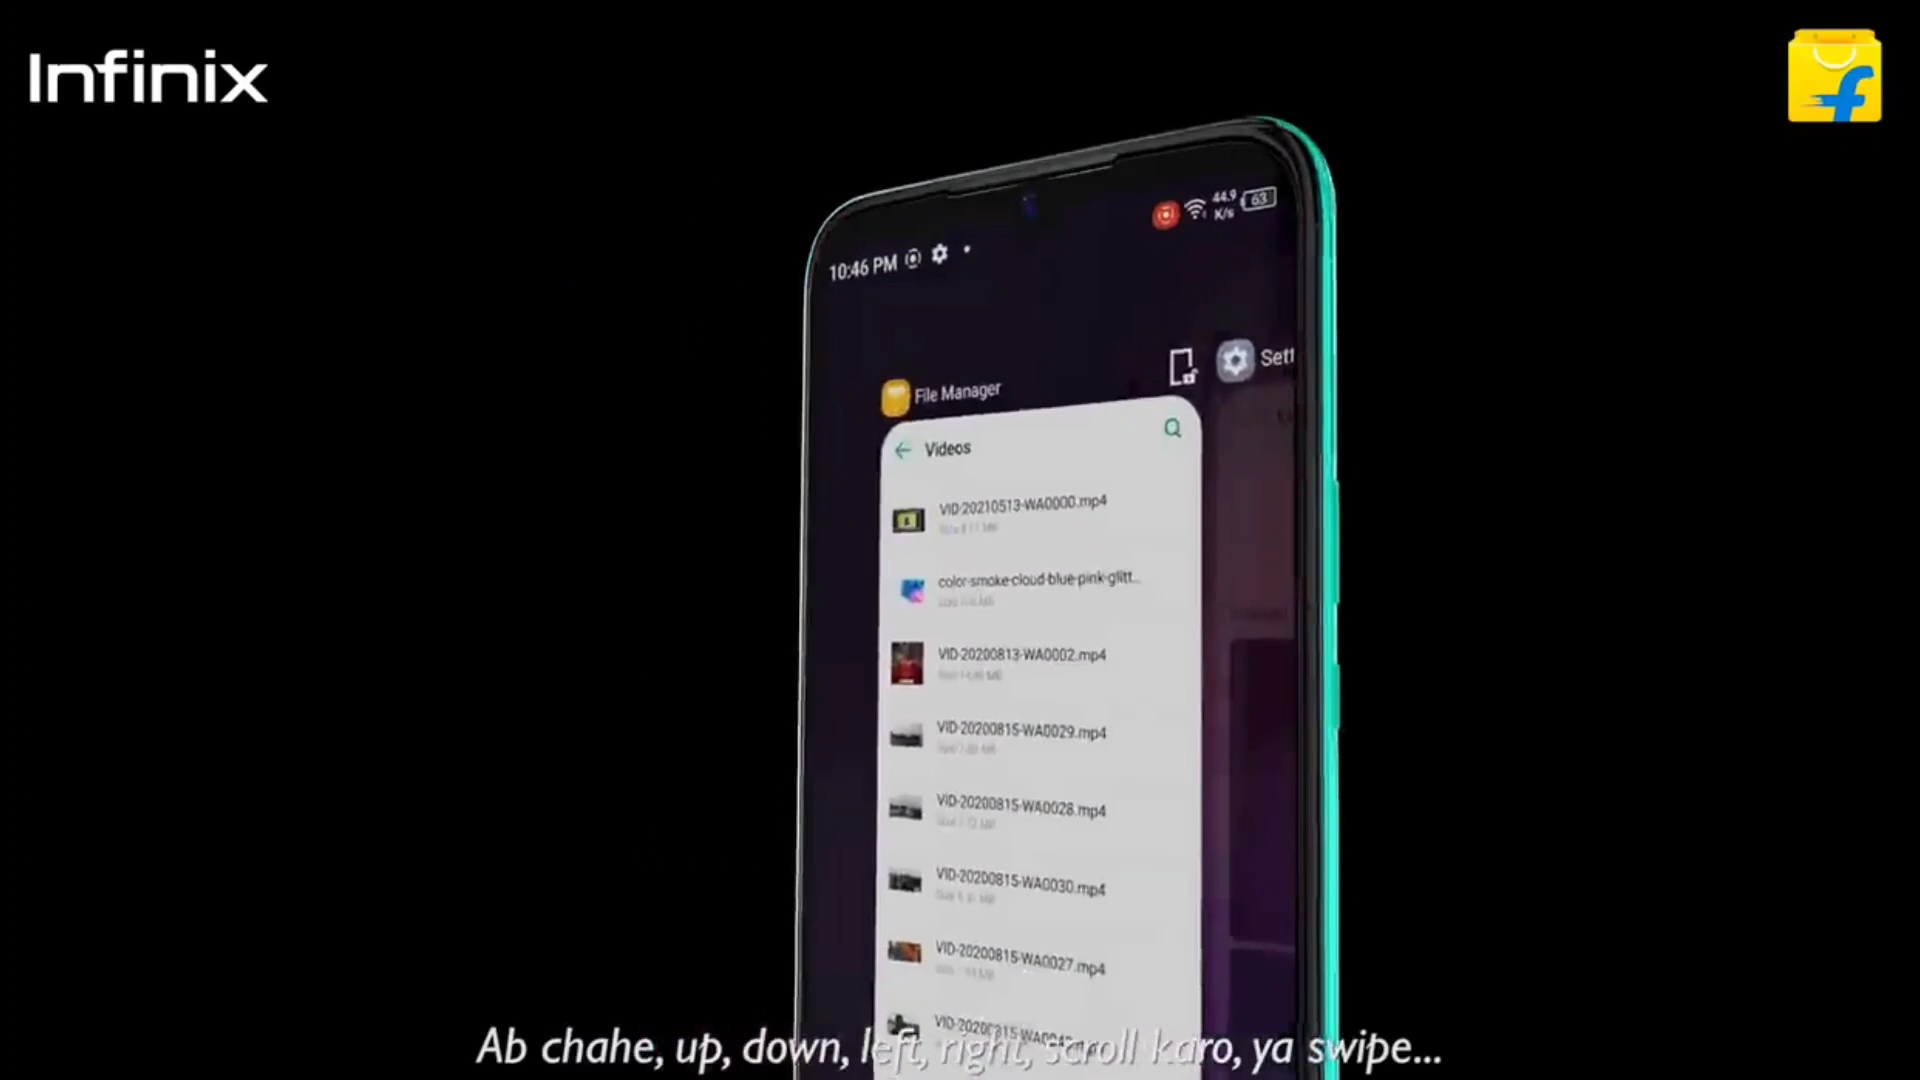 Infinix
44.9
K/s
63
10:46 PM
File Manager
Sett
Videos
VID-20210513-WA0000.mp4
color-smoke-cloud-blue-pink-glitt...
VID-20200813-WA0002.mp4
VID-20200815-WA0029.mp4
VID-20200815-WA0028.mp4
VID-20200815-WA0030.mp4
VID-20200815-WA0027.mp4
Ab chahe, up, down, left, right, scroll karo, ya swipe...